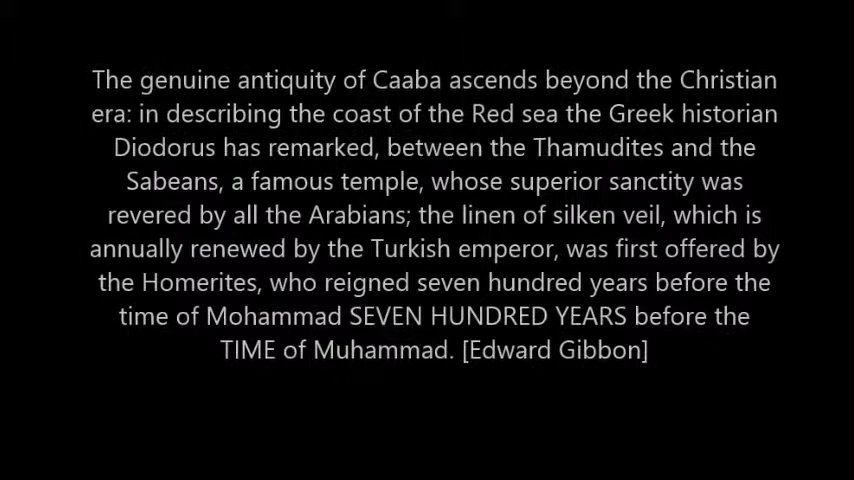 The genuine antiquity of Caaba ascends beyond the Christian
era: in describing the coast of the Red sea the Greek historian
Diodorus has remarked, between the Thamudites and the
Sabeans, a famous temple, whose superior sanctity was
revered by all the Arabians; the linen of silken veil, which is
annually renewed by the Turkish emperor, was first offered by
the Homerites, who reigned seven hundred years before the
time of Mohammad SEVEN HUNDRED YEARS before the
TIME of Muhammad. [Edward Gibbon]